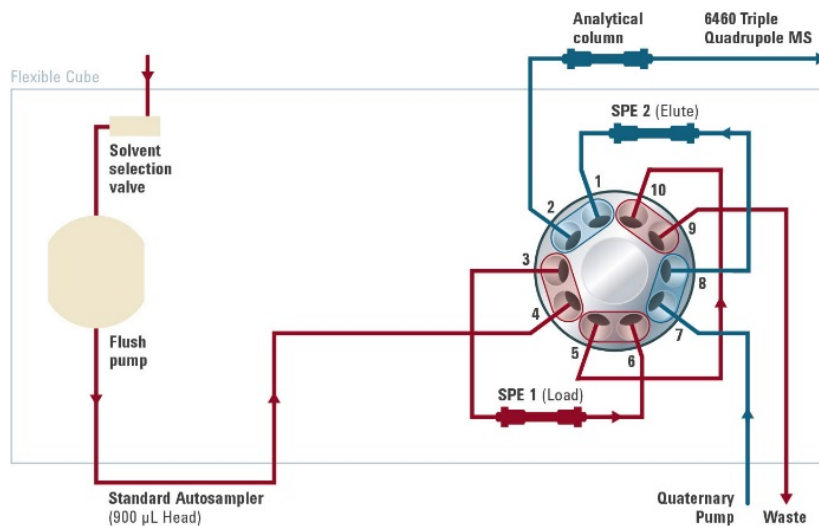 Analytical
column
6460 Triple
Quadrupole MS
Flexible Cube
SPE 2 (Elute)
Solvent
selection
valve
1
10
2
9
3
8
4
7
5
6
Flush
pump
SPE 1 (Load)
Standard Autosampler
(900 µL Head)
Quaternary
Pump
Waste